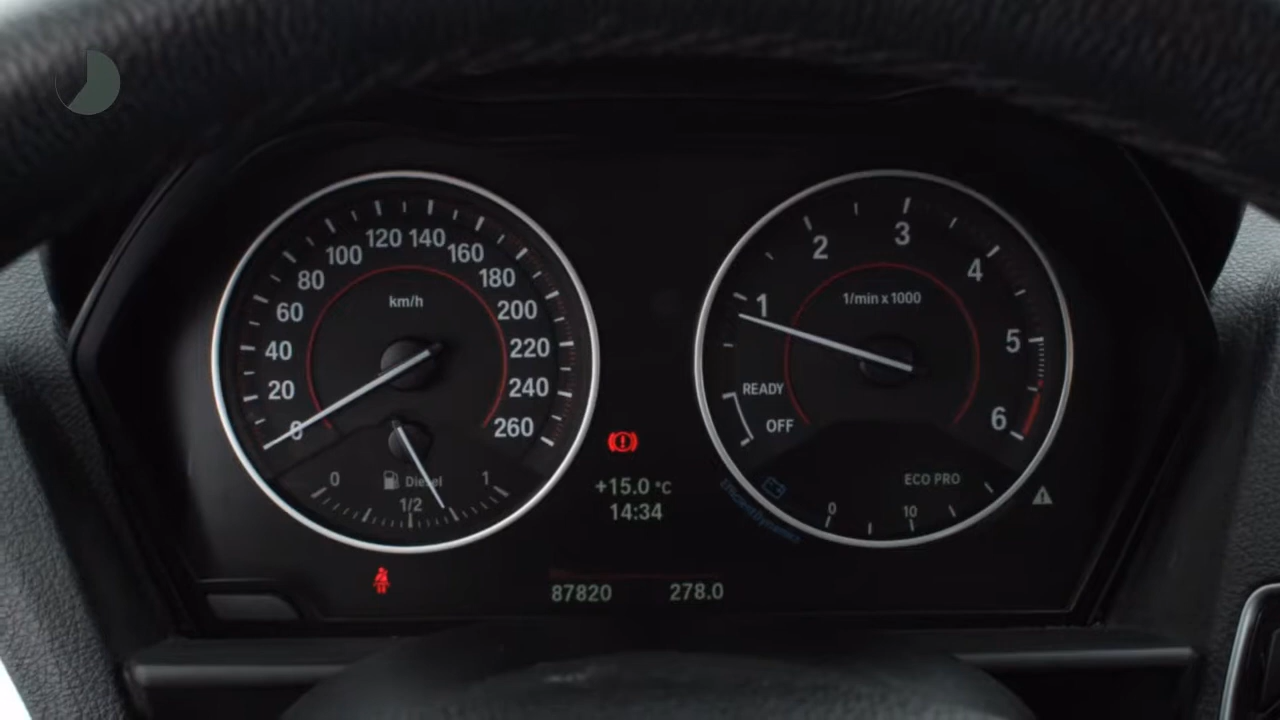 120 140
100 160
80 180
60 200
40 220
20 240
0 260
km/h
0 Diesel 1
1/2
+15.0 °C
14:34
87820 278.0
1 2 3 4 5 6
1/min x 1000
READY
OFF
ECO PRO
0 10
EfficientDynamics